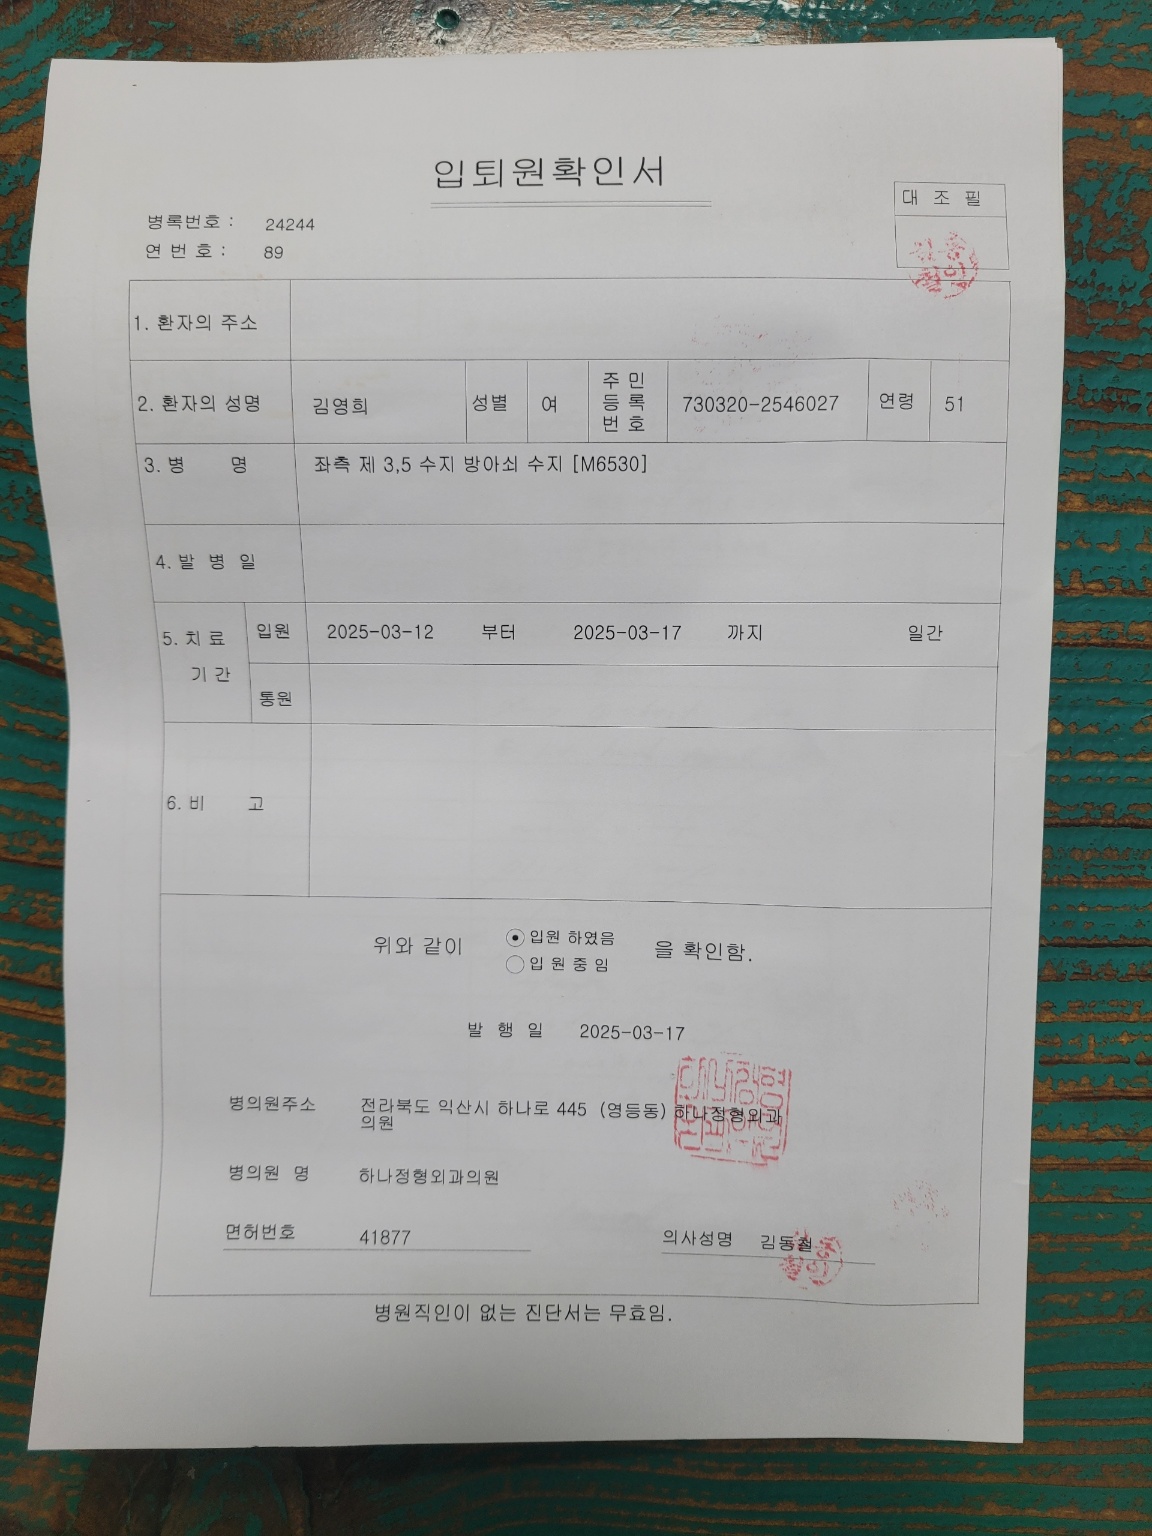 입퇴원확인서
대 조 필
병록번호 : 24244
연 번 호 : 89
1. 환자의 주소
2. 환자의 성명 김영희 성별 여 주민등록번호 730320-2546027 연령 51
3. 병 명 좌측 제 3,5 수지 방아쇠 수지 [M6530]
4. 발 병 일
5. 치 료 기 간
입원 2025-03-12 부터 2025-03-17 까지 일간
통원
6. 비 고
위와 같이 입원 하였음 을 확인함.
입 원 중 임
발 행 일 2025-03-17
병의원주소 전라북도 익산시 하나로 445 (영등동) 하나정형외과
의원
병의원 명 하나정형외과의원
면허번호 41877 의사성명 김동철
병원직인이 없는 진단서는 무효임.